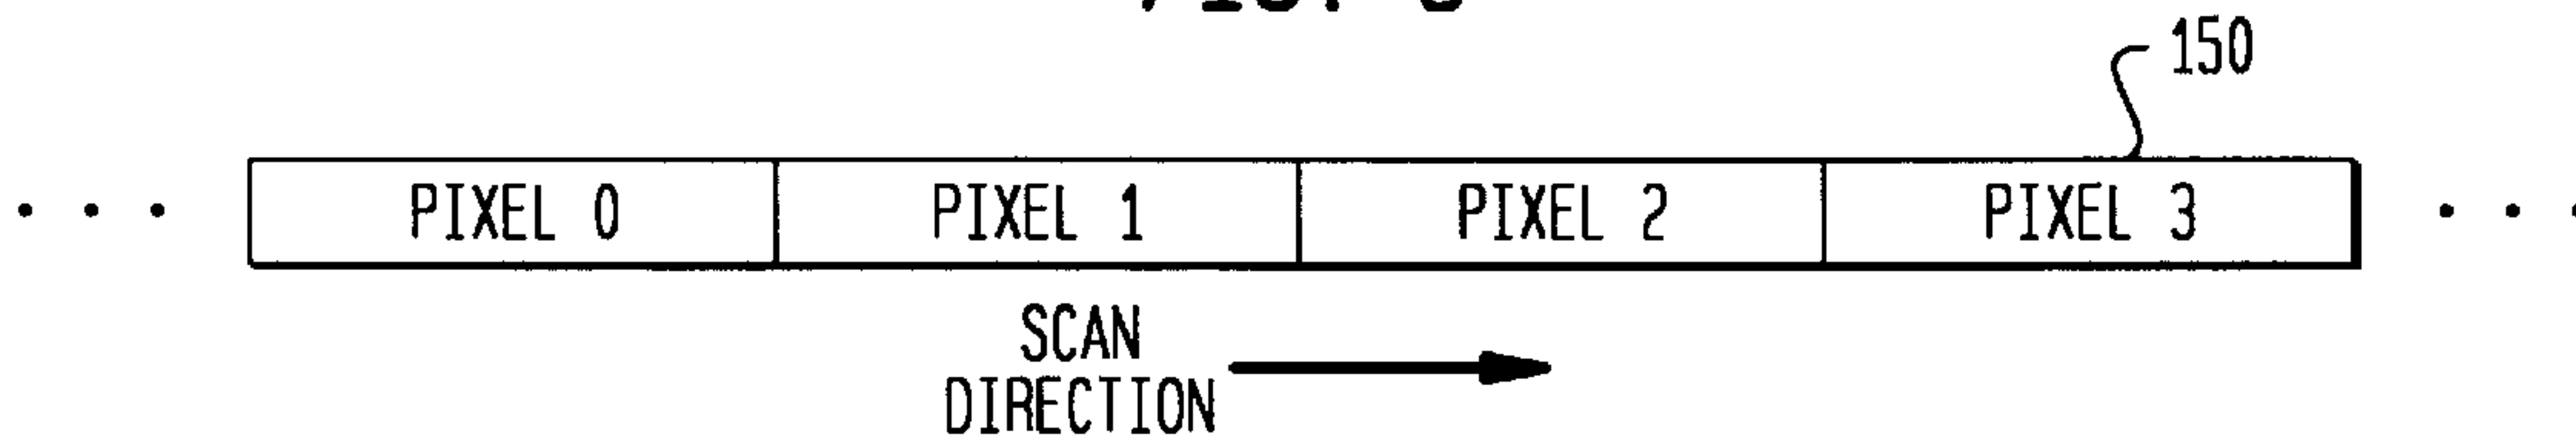 150
. . . PIXEL 0 PIXEL 1 PIXEL 2 PIXEL 3 . . .
SCAN
DIRECTION